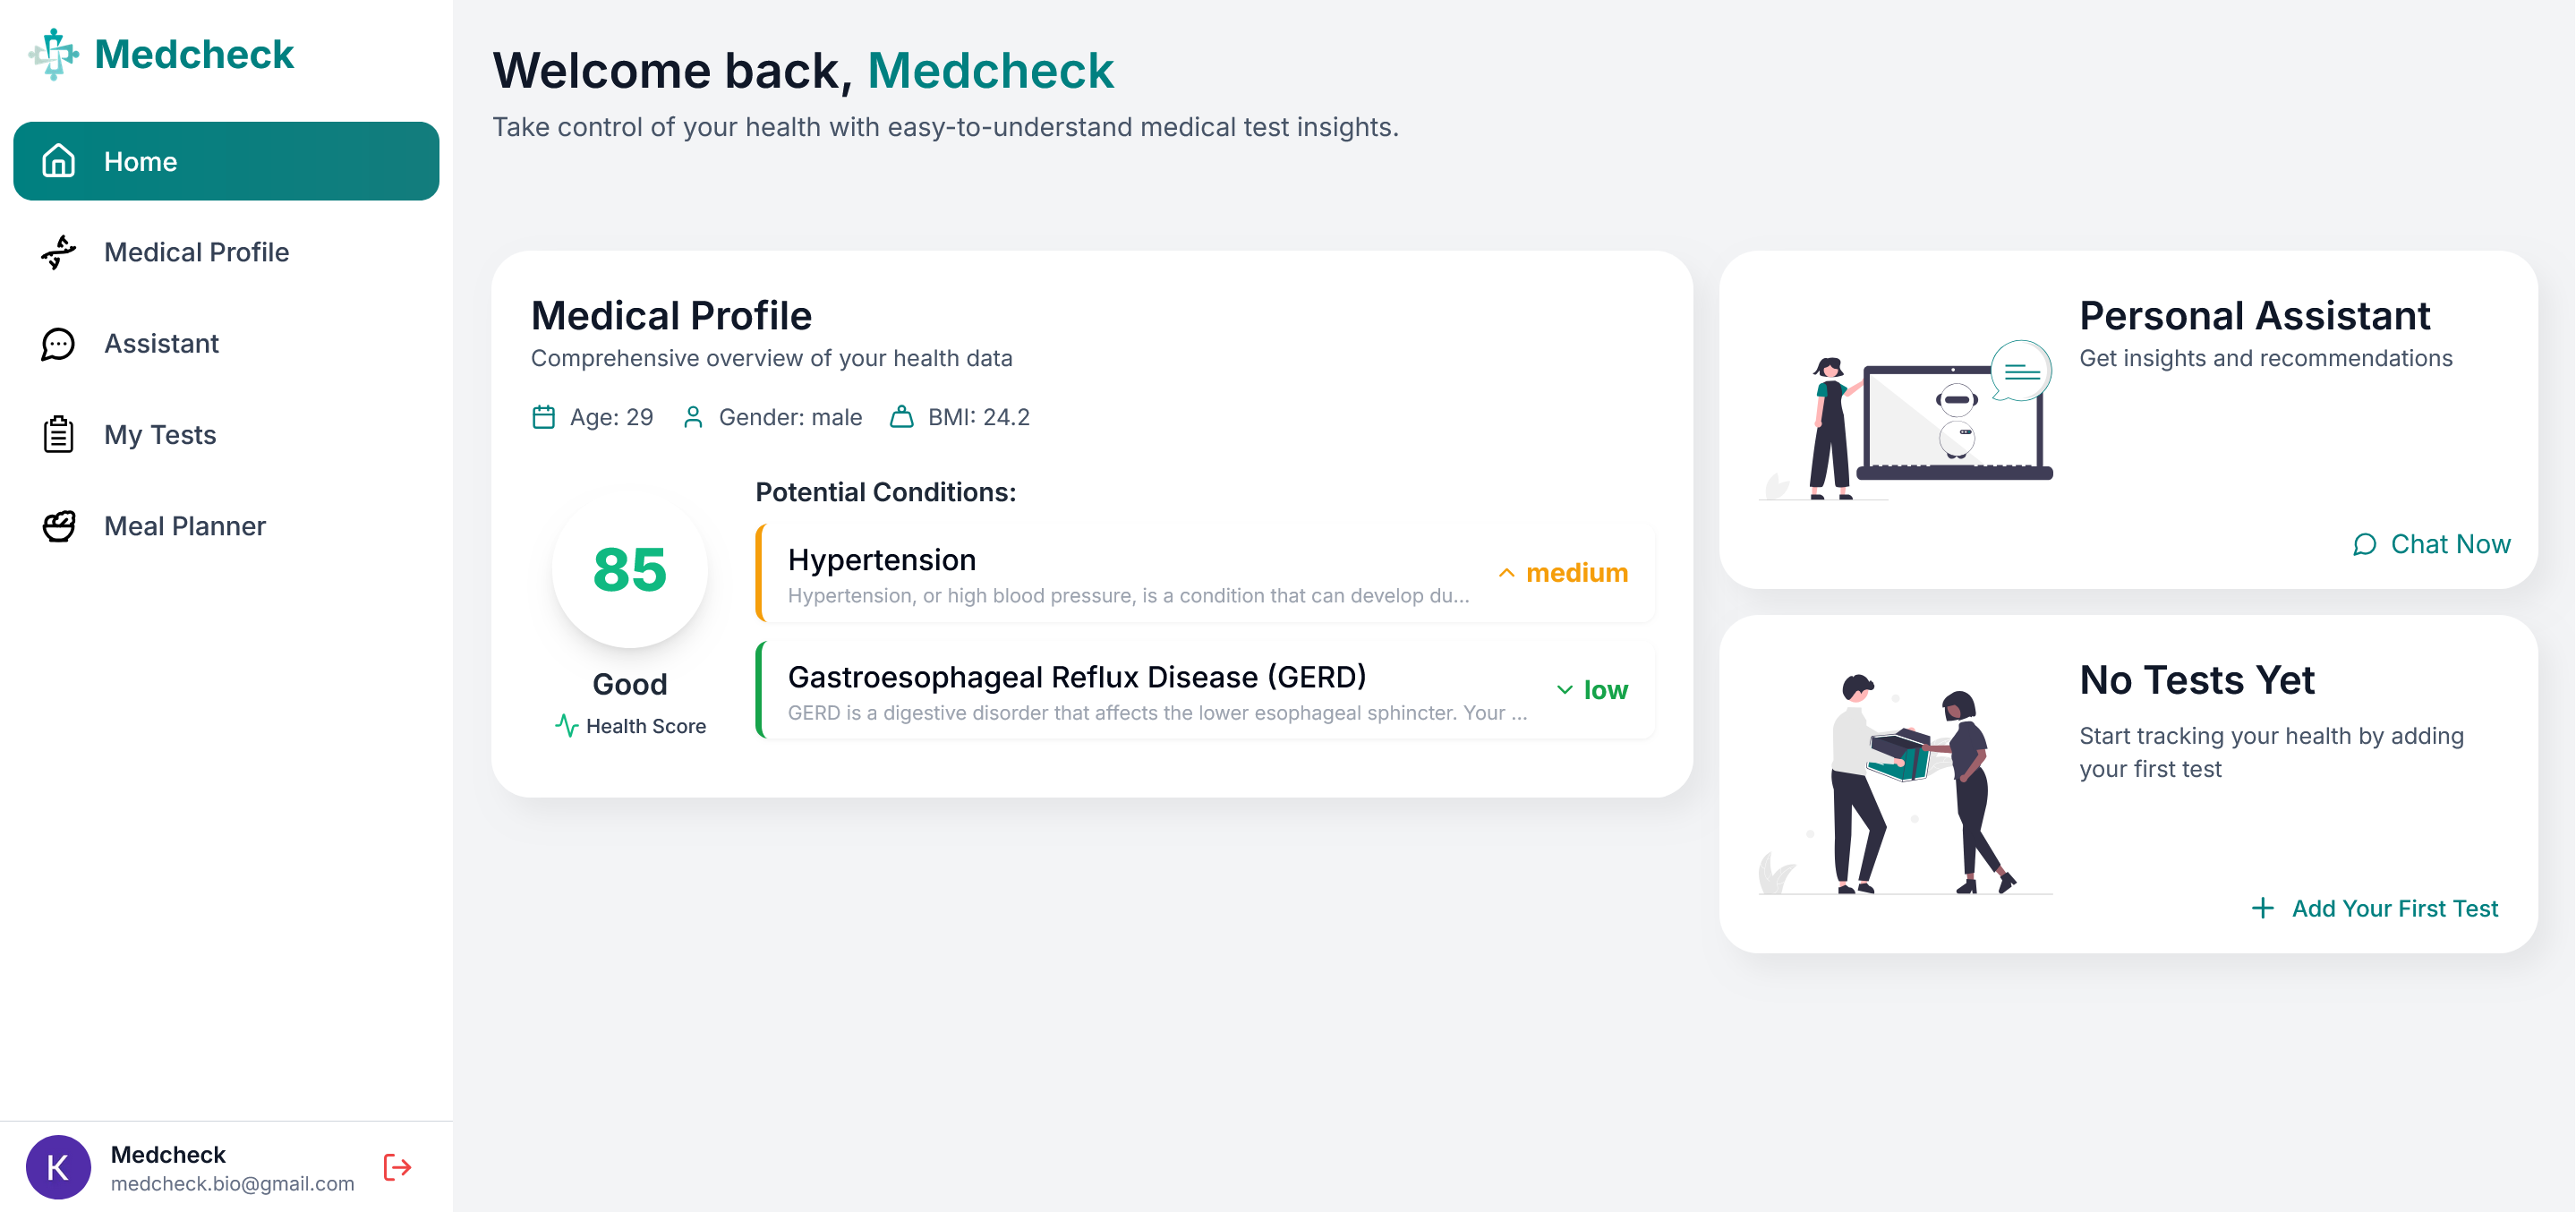 Medcheck
Home
Medical Profile
Assistant
My Tests
Meal Planner
K
Medcheck
medcheck.bio@gmail.com
Welcome back, Medcheck
Take control of your health with easy-to-understand medical test insights.
Medical Profile
Comprehensive overview of your health data
Age: 29 Gender: male BMI: 24.2
85
Good
Health Score
Potential Conditions:
Hypertension
Hypertension, or high blood pressure, is a condition that can develop du...
medium
Gastroesophageal Reflux Disease (GERD)
GERD is a digestive disorder that affects the lower esophageal sphincter. Your ...
low
Personal Assistant
Get insights and recommendations
Chat Now
No Tests Yet
Start tracking your health by adding
your first test
Add Your First Test